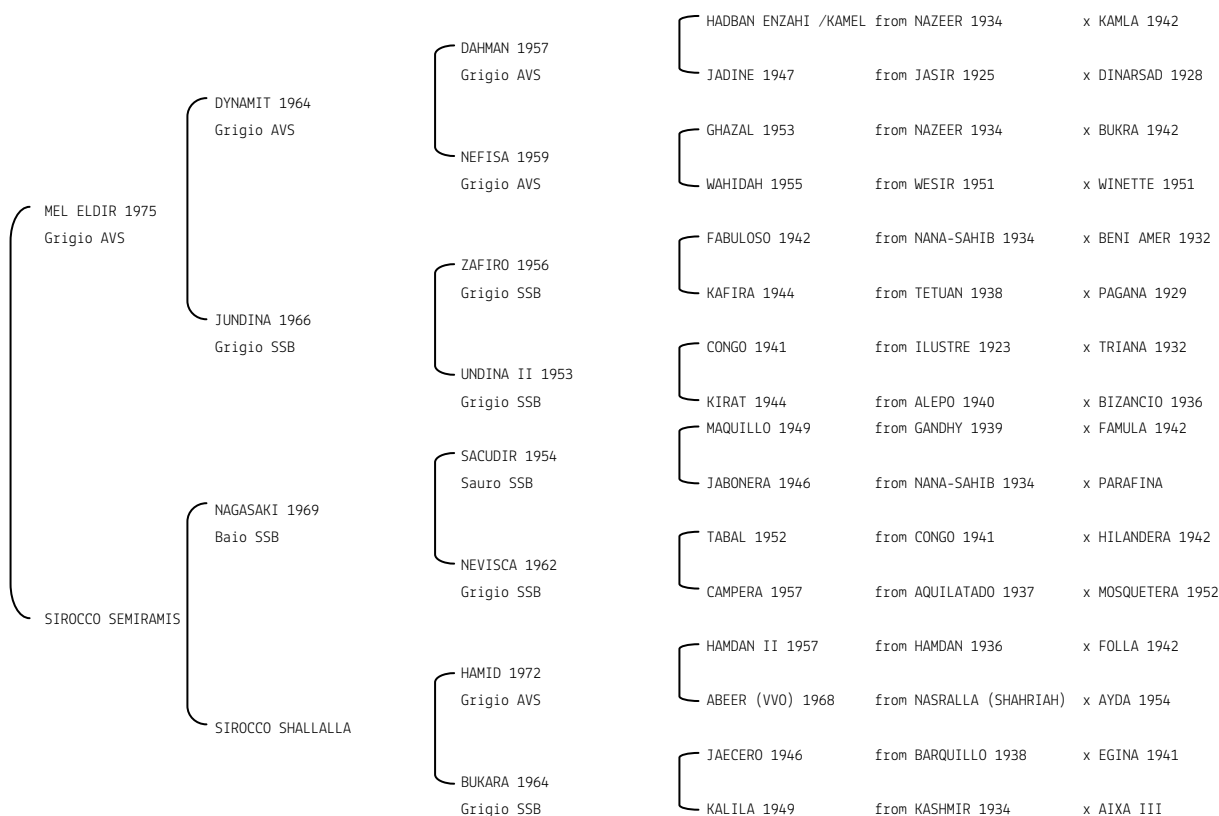 HADBAN ENZAHI /KAMEL from NAZEER 1934 x KAMLA 1942
DAHMAN 1957
Grigio AVS
JADINE 1947 from JASIR 1925 x DINARSAD 1928
DYNAMIT 1964
Grigio AVS
GHAZAL 1953 from NAZEER 1934 x BUKRA 1942
NEFISA 1959
Grigio AVS
WAHIDAH 1955 from WESIR 1951 x WINETTE 1951
MEL ELDIR 1975
Grigio AVS
FABULOSO 1942 from NANA-SAHIB 1934 x BENI AMER 1932
ZAFIRO 1956
Grigio SSB
KAFIRA 1944 from TETUAN 1938 x PAGANA 1929
JUNDINA 1966
Grigio SSB
CONGO 1941 from ILUSTRE 1923 x TRIANA 1932
UNDINA II 1953
Grigio SSB
KIRAT 1944 from ALEPO 1940 x BIZANCIO 1936
MAQUILLO 1949 from GANDHY 1939 x FAMULA 1942
SACUDIR 1954
Sauro SSB
JABONERA 1946 from NANA-SAHIB 1934 x PARAFINA
NAGASAKI 1969
Baio SSB
TABAL 1952 from CONGO 1941 x HILANDERA 1942
NEVISCA 1962
Grigio SSB
CAMPERA 1957 from AQUILATADO 1937 x MOSQUETERA 1952
SIROCCO SEMIRAMIS
HAMDAN II 1957 from HAMDAN 1936 x FOLLA 1942
HAMID 1972
Grigio AVS
ABEER (VVO) 1968 from NASRALLA (SHAHRIAH) x AYDA 1954
SIROCCO SHALLALLA
JAECERO 1946 from BARQUILLO 1938 x EGINA 1941
BUKARA 1964
Grigio SSB
KALILA 1949 from KASHMIR 1934 x AIXA III